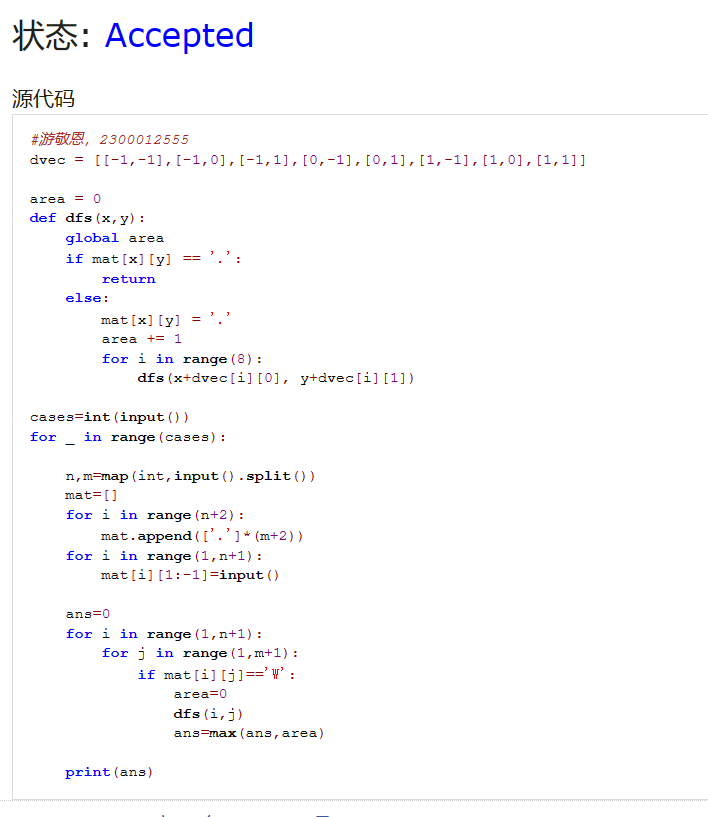 状态: Accepted
源代码
#游敬恩, 2300012555
dvec = [[-1,-1],[-1,0],[-1,1],[0,-1],[0,1],[1,-1],[1,0],[1,1]]
area = 0
def dfs(x,y):
    global area
    if mat[x][y] == '.':
        return
    else:
        mat[x][y] = '.'
        area += 1
        for i in range(8):
            dfs(x+dvec[i][0], y+dvec[i][1])
cases=int(input())
for _ in range(cases):
    n,m=map(int,input().split())
    mat=[]
    for i in range(n+2):
        mat.append(['.']*(m+2))
    for i in range(1,n+1):
        mat[i][1:-1]=input()
    ans=0
    for i in range(1,n+1):
        for j in range(1,m+1):
            if mat[i][j]=='W':
                area=0
                dfs(i,j)
                ans=max(ans,area)
    print(ans)